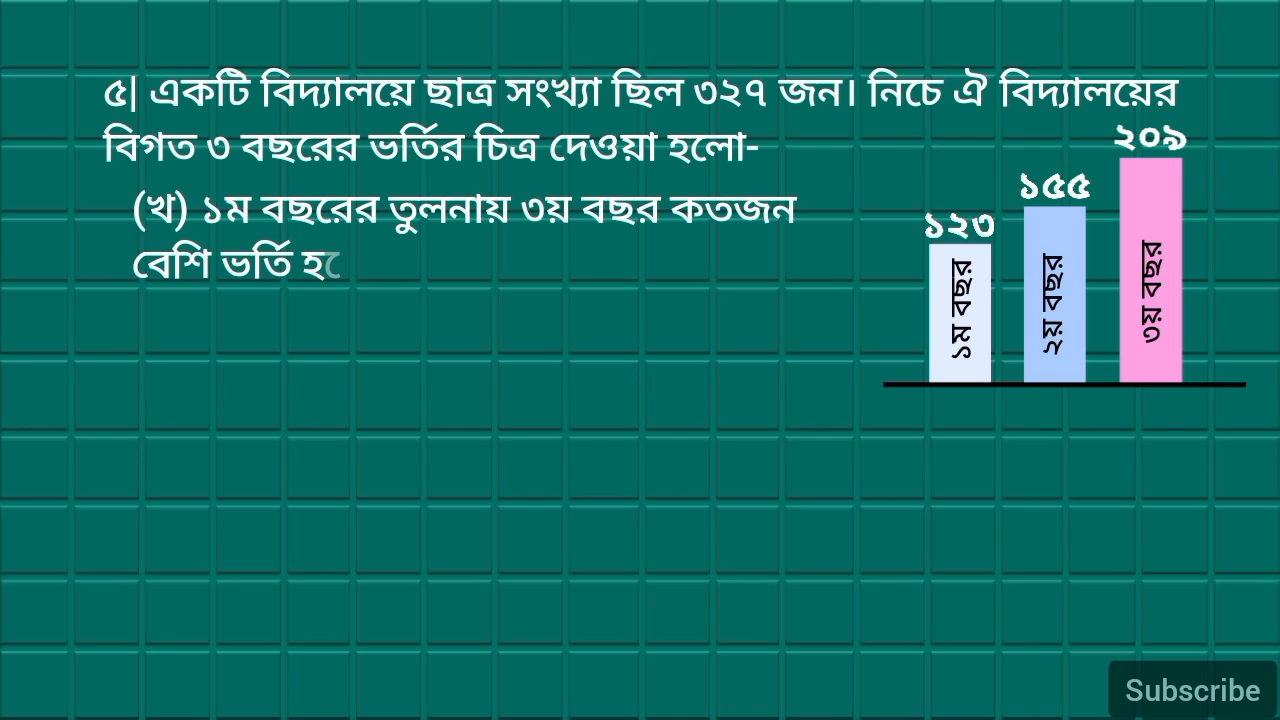 ৫| একটি বিদ্যালয়ে ছাত্র সংখ্যা ছিল ৩২৭ জন। নিচে ঐ বিদ্যালয়ের
বিগত ৩ বছরের ভর্তির চিত্র দেওয়া হলো-
(খ) ১ম বছরের তুলনায় ৩য় বছর কতজন
বেশি ভর্তি হ
১২৩
১৫৫
২০৯
১ম বছর
২য় বছর
৩য় বছর
Subscribe